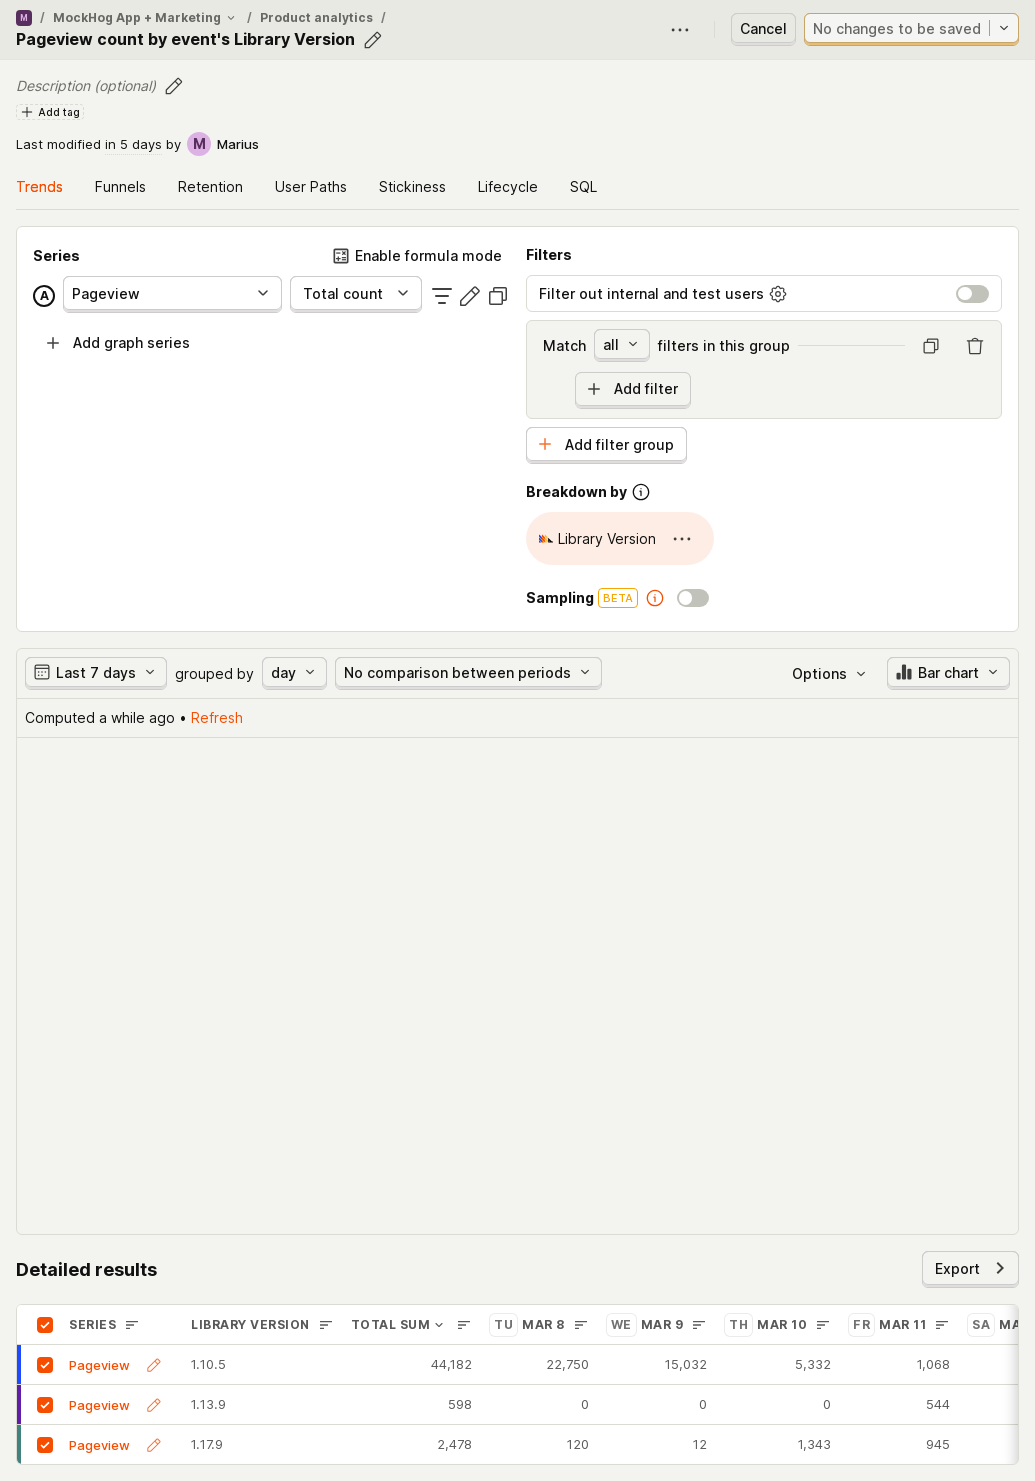 M / MockHog App + Marketing / Product analytics /
Pageview count by event's Library Version
Cancel
No changes to be saved
Description (optional)
Add tag
Last modified in 5 days by M Marius
Trends Funnels Retention User Paths Stickiness Lifecycle SQL
Series
Enable formula mode
A Pageview Total count
Add graph series
Filters
Filter out internal and test users
Match all filters in this group
Add filter
Add filter group
Breakdown by
Library Version
Sampling BETA
Last 7 days grouped by day No comparison between periods Options Bar chart
Computed a while ago • Refresh
Detailed results
Export
SERIES LIBRARY VERSION TOTAL SUM TU MAR 8 WE MAR 9 TH MAR 10 FR MAR 11 SA MA
Pageview 1.10.5 44,182 22,750 15,032 5,332 1,068
Pageview 1.13.9 598 0 0 0 544
Pageview 1.17.9 2,478 120 12 1,343 945